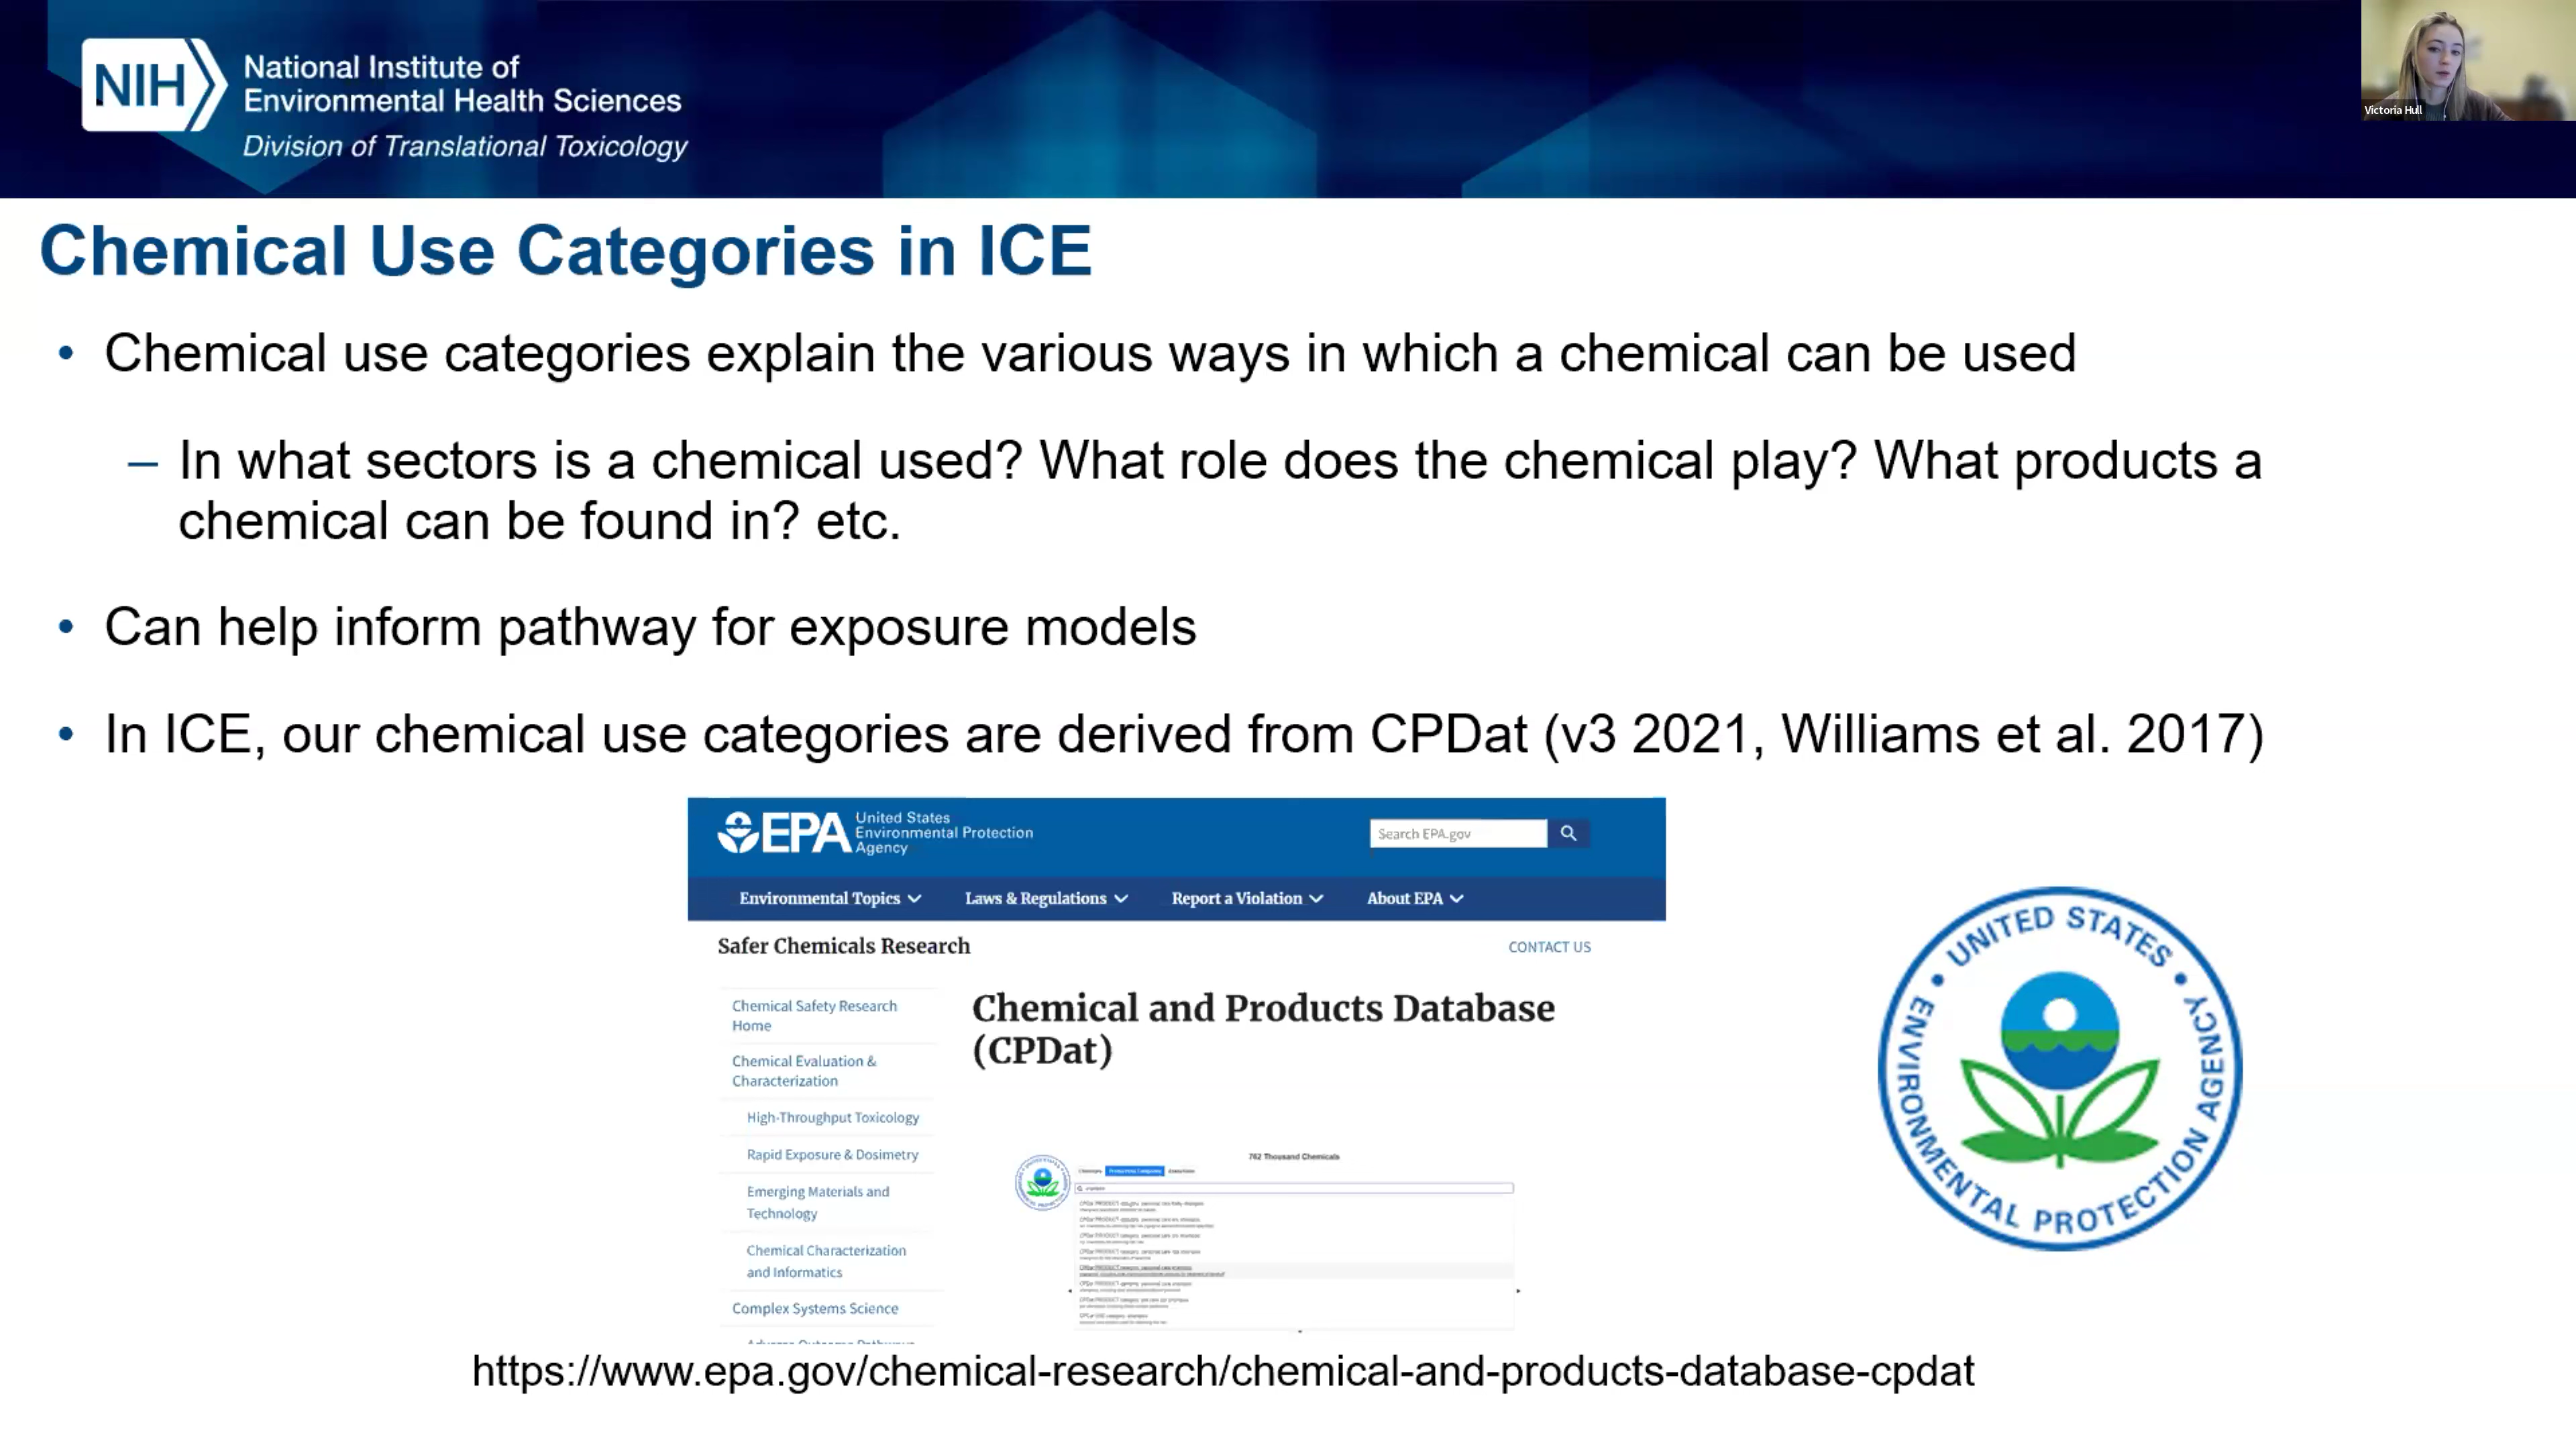 NIH
National Institute of
Environmental Health Sciences
Division of Translational Toxicology
Victoria Hull
Chemical Use Categories in ICE
• Chemical use categories explain the various ways in which a chemical can be used
– In what sectors is a chemical used? What role does the chemical play? What products a
chemical can be found in? etc.
• Can help inform pathway for exposure models
• In ICE, our chemical use categories are derived from CPDat (v3 2021, Williams et al. 2017)
EPA
United States
Environmental Protection
Agency
Search EPA.gov
Environmental Topics
Laws & Regulations
Report a Violation
About EPA
Safer Chemicals Research
CONTACT US
Chemical Safety Research
Home
Chemical Evaluation &
Characterization
High-Throughput Toxicology
Rapid Exposure & Dosimetry
Emerging Materials and
Technology
Chemical Characterization
and Informatics
Complex Systems Science
Chemical and Products Database
(CPDat)
762 Thousand Chemicals
UNITED STATES • ENVIRONMENTAL PROTECTION AGENCY •
https://www.epa.gov/chemical-research/chemical-and-products-database-cpdat